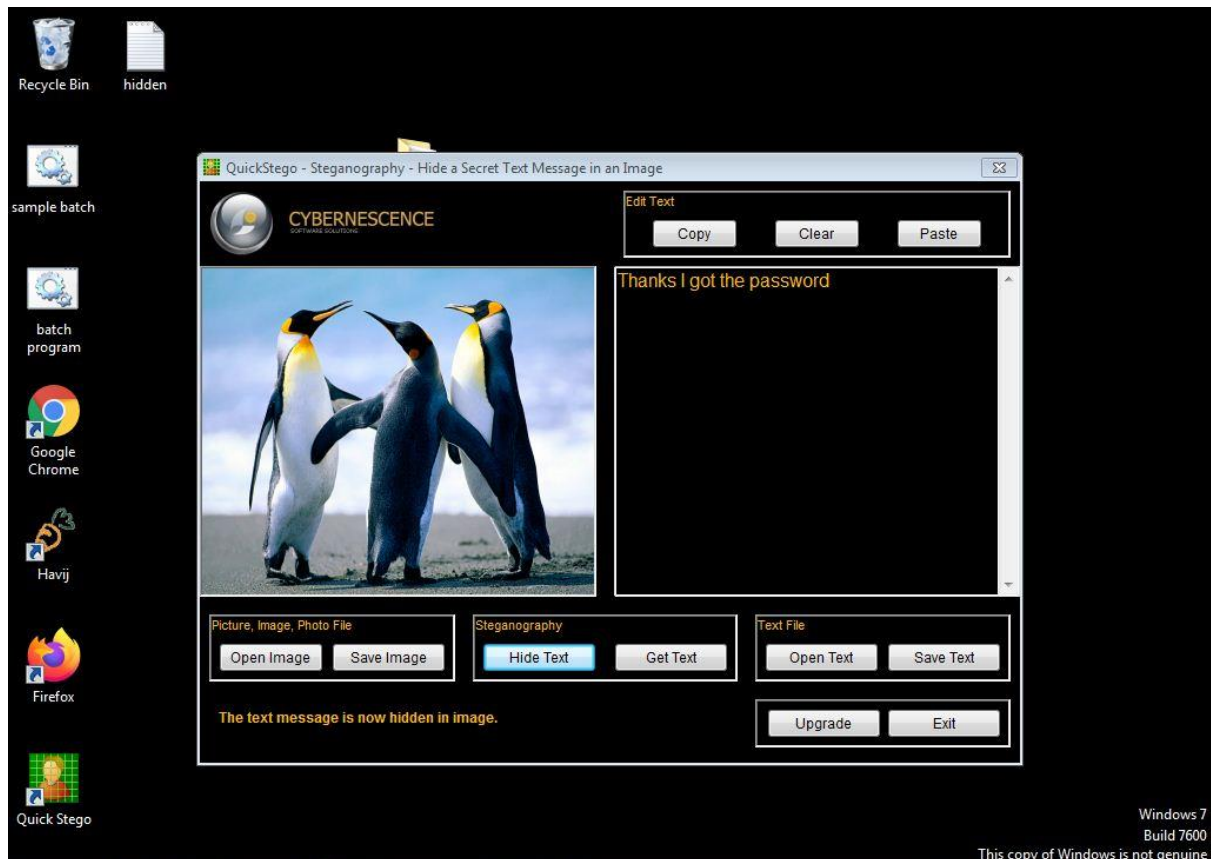 Recycle Bin
hidden
sample batch
batch
program
Google
Chrome
Havij
Firefox
Quick Stego
QuickStego - Steganography - Hide a Secret Text Message in an Image
CYBERNESCENCE
SOFTWARE SOLUTIONS
Edit Text
Copy Clear Paste
Thanks I got the password
Picture, Image, Photo File
Open Image Save Image
Steganography
Hide Text Get Text
Text File
Open Text Save Text
The text message is now hidden in image.
Upgrade Exit
Windows 7
Build 7600
This copy of Windows is not genuine